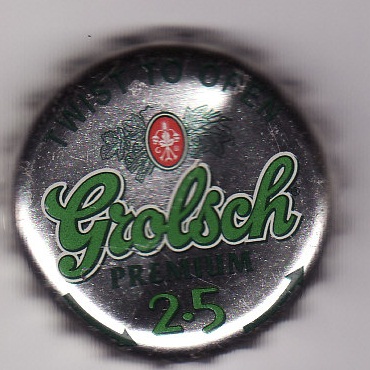 TWIST TO OPEN
Grolsch
PREMIUM
2.5